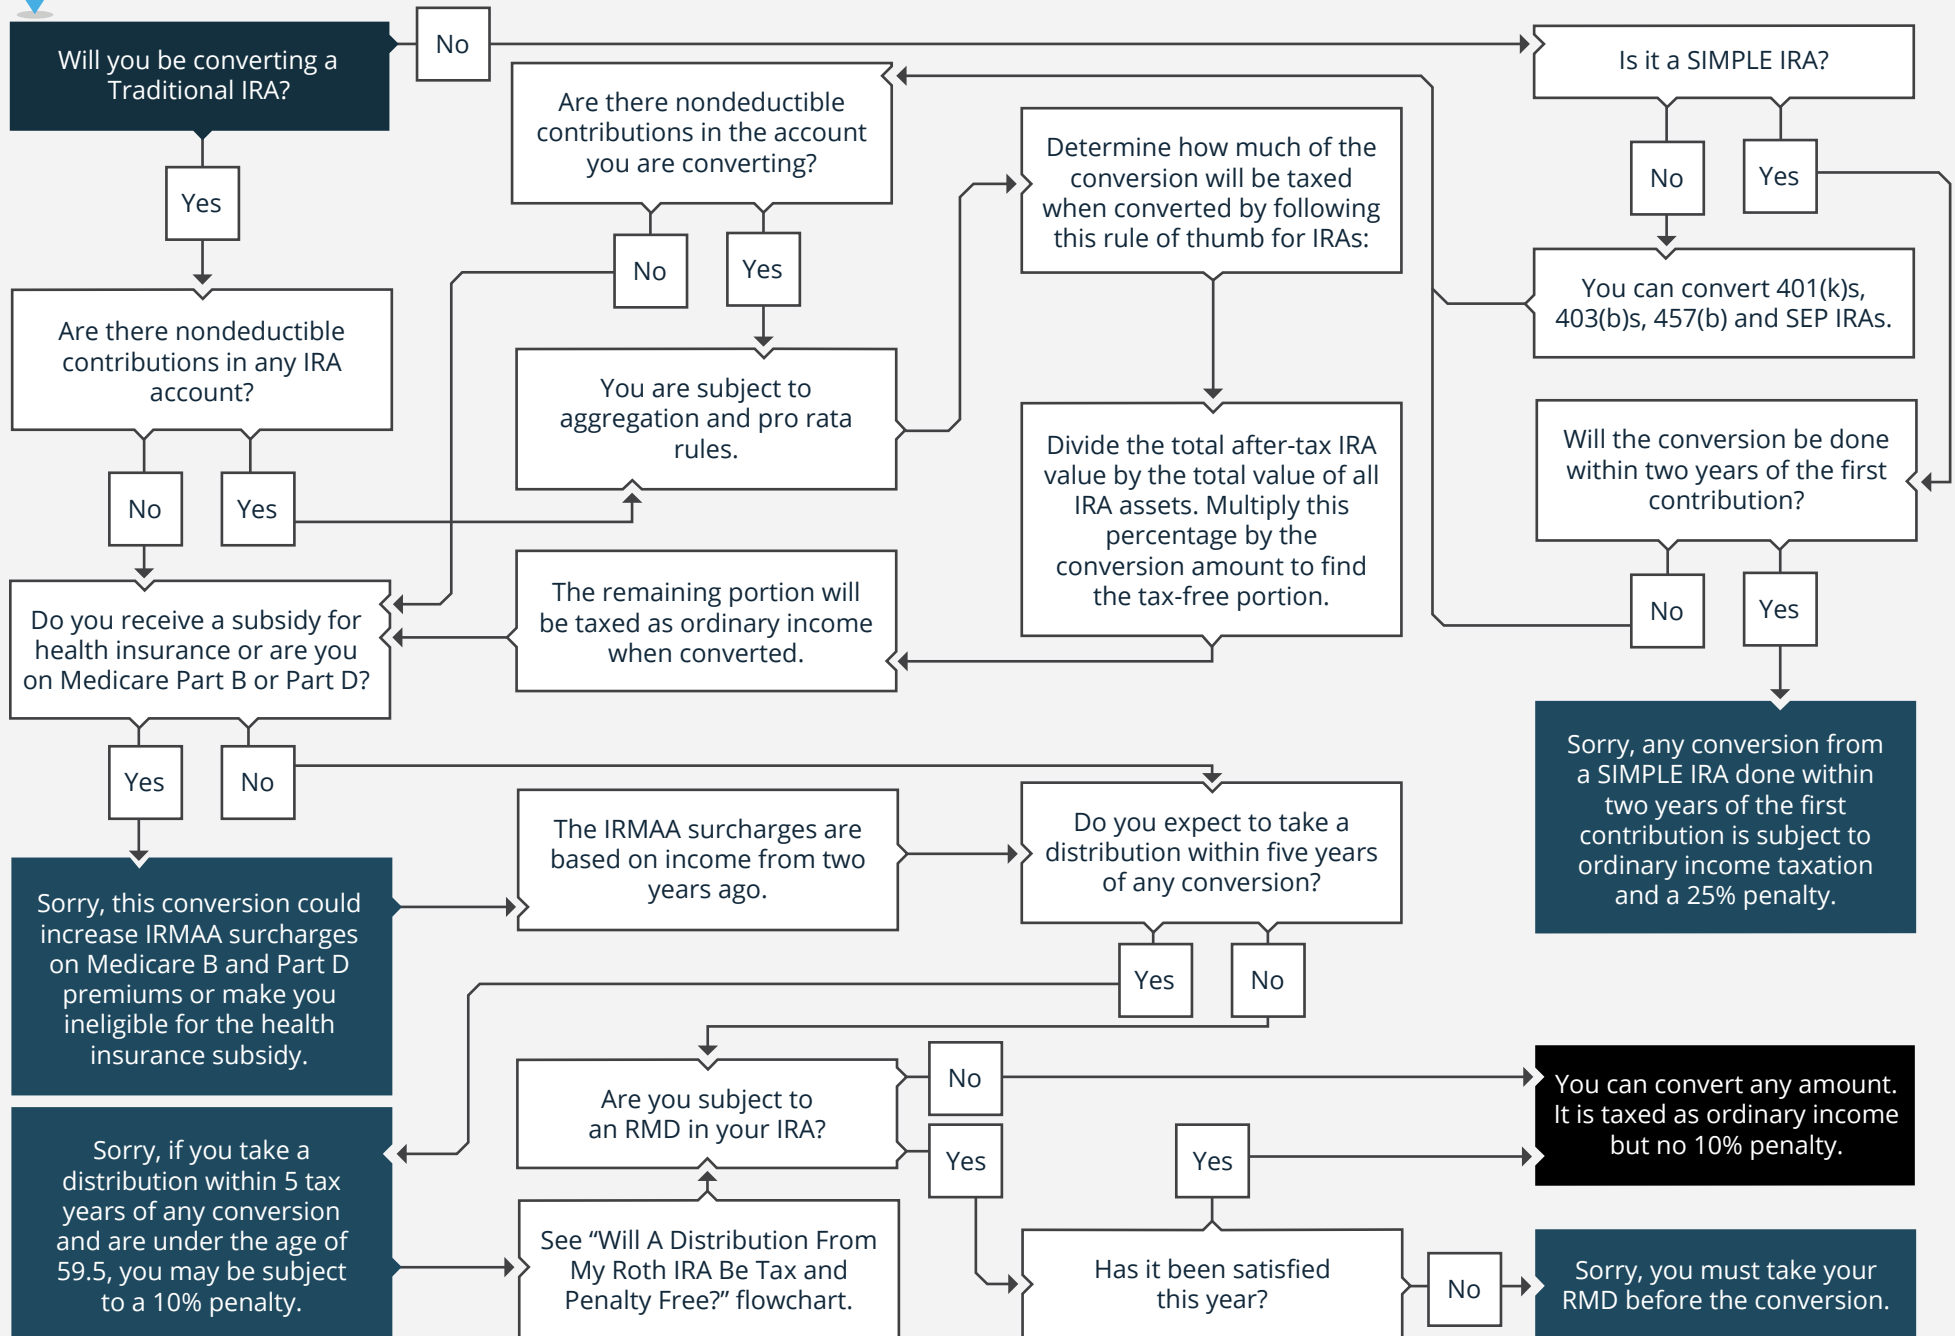 Will you be converting a
Traditional IRA?
No
Is it a SIMPLE IRA?
Yes
Are there nondeductible
contributions in the account
you are converting?
No
Yes
Determine how much of the
conversion will be taxed
when converted by following
this rule of thumb for IRAs:
No
Yes
You can convert 401(k)s,
403(b)s, 457(b) and SEP IRAs.
Are there nondeductible
contributions in any IRA
account?
No
Yes
You are subject to
aggregation and pro rata
rules.
Divide the total after-tax IRA
value by the total value of all
IRA assets. Multiply this
percentage by the
conversion amount to find
the tax-free portion.
Will the conversion be done
within two years of the first
contribution?
No
Yes
Do you receive a subsidy for
health insurance or are you
on Medicare Part B or Part D?
Yes
No
The remaining portion will
be taxed as ordinary income
when converted.
Sorry, any conversion from
a SIMPLE IRA done within
two years of the first
contribution is subject to
ordinary income taxation
and a 25% penalty.
Sorry, this conversion could
increase IRMAA surcharges
on Medicare B and Part D
premiums or make you
ineligible for the health
insurance subsidy.
The IRMAA surcharges are
based on income from two
years ago.
Do you expect to take a
distribution within five years
of any conversion?
Yes
No
Are you subject to
an RMD in your IRA?
No
Yes
You can convert any amount.
It is taxed as ordinary income
but no 10% penalty.
Sorry, if you take a
distribution within 5 tax
years of any conversion
and are under the age of
59.5, you may be subject
to a 10% penalty.
See “Will A Distribution From
My Roth IRA Be Tax and
Penalty Free?” flowchart.
Yes
Has it been satisfied
this year?
No
Sorry, you must take your
RMD before the conversion.